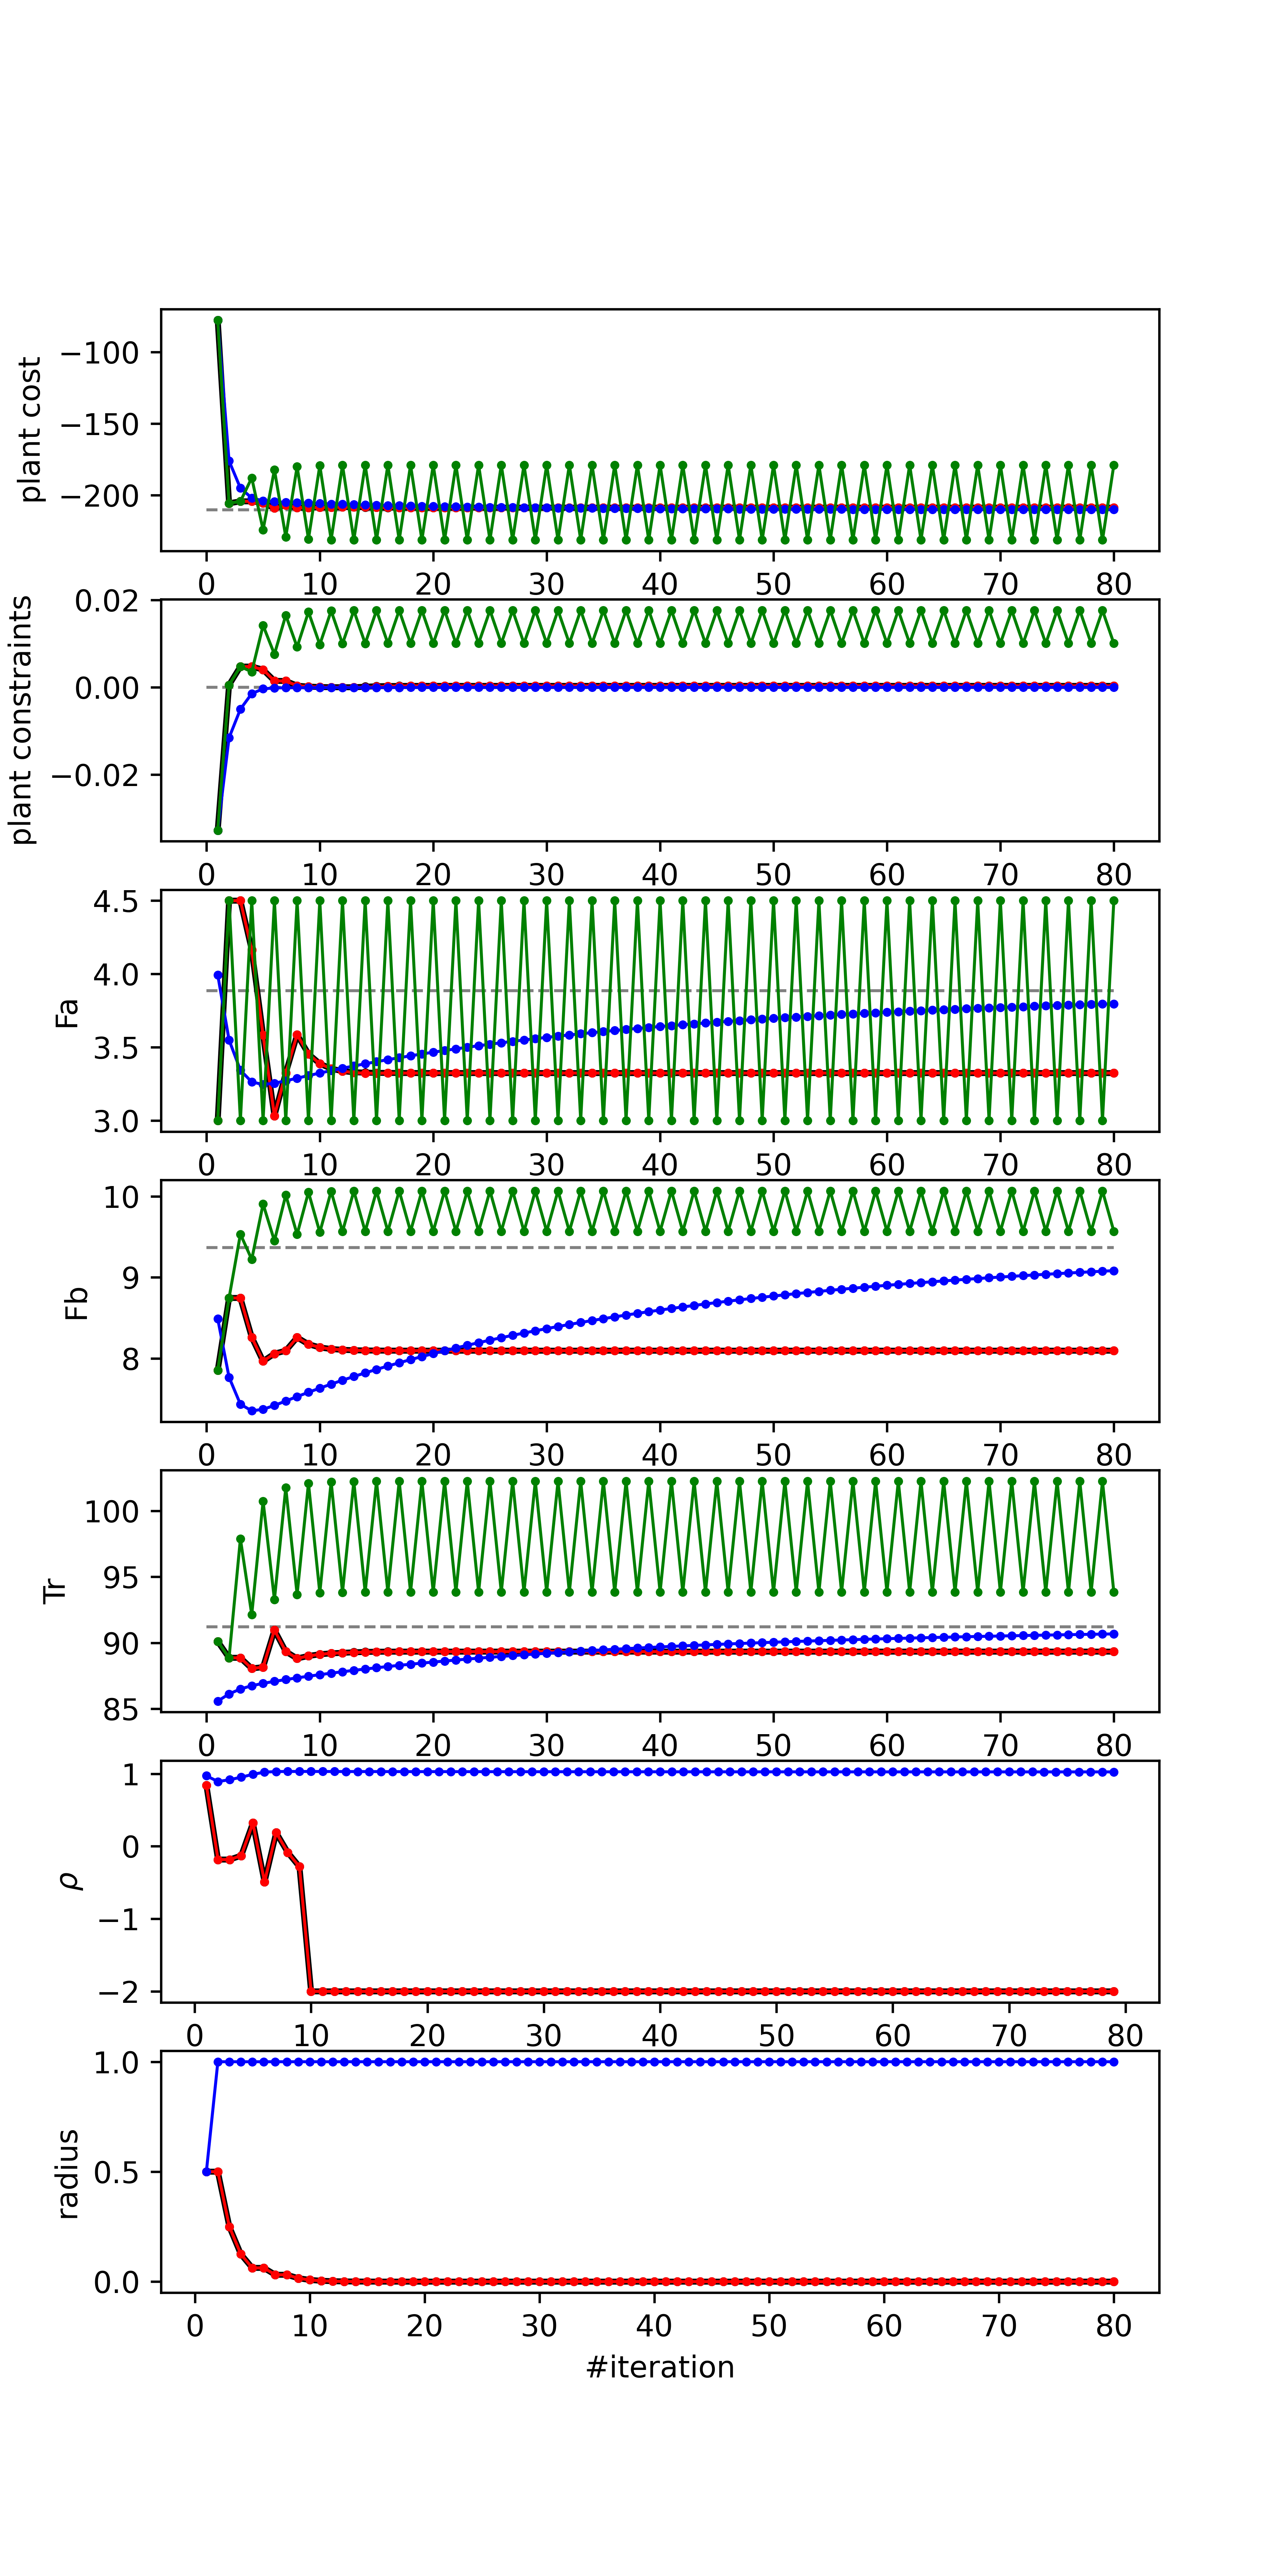 plant cost
−100
−150
−200
0 10 20 30 40 50 60 70 80
plant constraints
0.02
0.00
−0.02
0 10 20 30 40 50 60 70 80
Fa
4.5
4.0
3.5
3.0
0 10 20 30 40 50 60 70 80
Fb
10
9
8
0 10 20 30 40 50 60 70 80
Tr
100
95
90
85
0 10 20 30 40 50 60 70 80
ρ
1
0
−1
−2
0 10 20 30 40 50 60 70 80
radius
1.0
0.5
0.0
0 10 20 30 40 50 60 70 80
#iteration